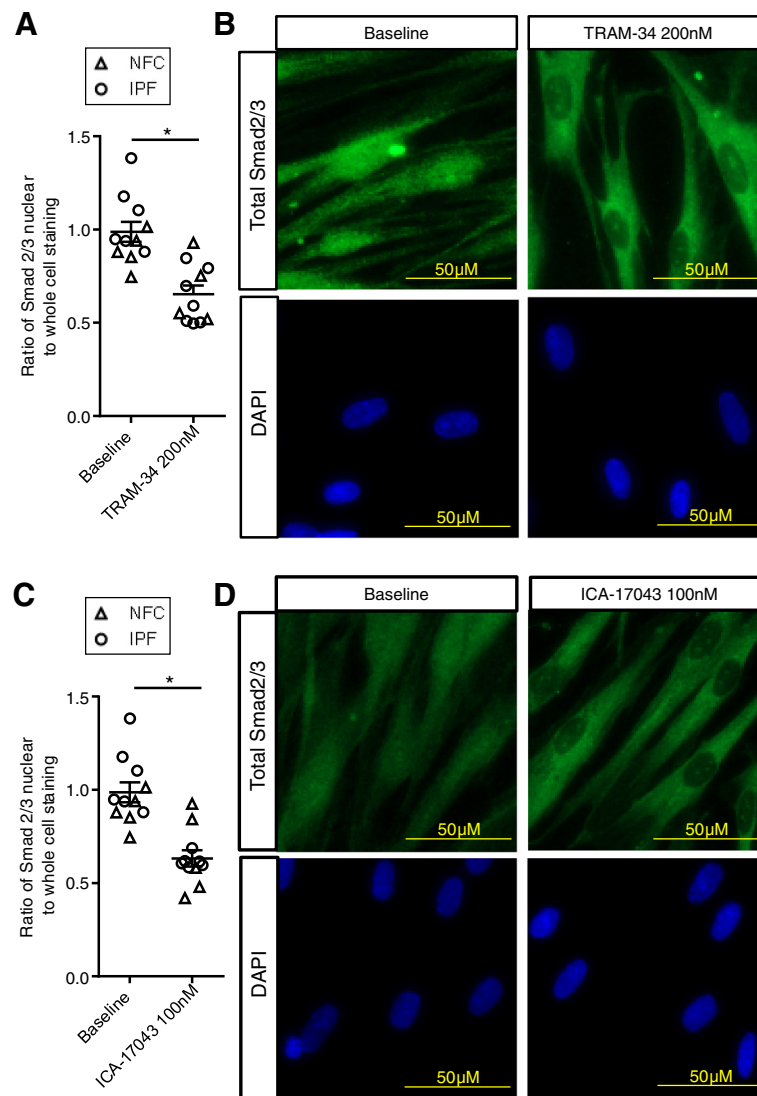 A
B
NFC
IPF
Baseline
TRAM-34 200nM
*
Ratio of Smad 2/3 nuclear
to whole cell staining
1.5
1.0
0.5
0.0
Baseline
TRAM-34 200nM
Total Smad2/3
50µM
50µM
DAPI
50µM
50µM
C
D
NFC
IPF
Baseline
ICA-17043 100nM
*
Ratio of Smad 2/3 nuclear
to whole cell staining
1.5
1.0
0.5
0.0
Baseline
ICA-17043 100nM
Total Smad2/3
50µM
50µM
DAPI
50µM
50µM